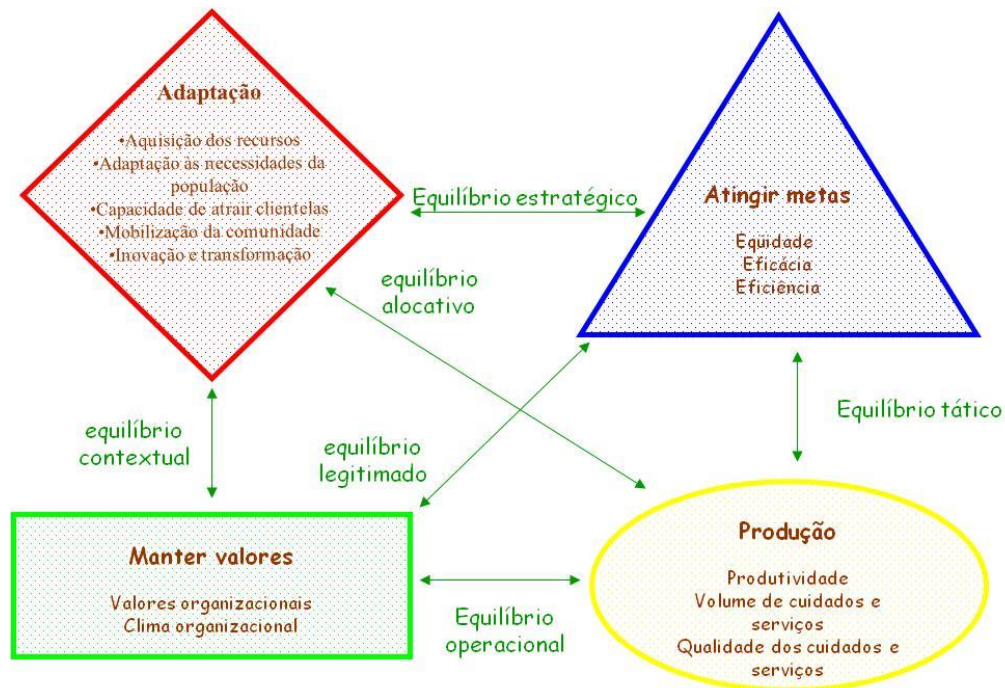 Adaptação
•Aquisição dos recursos
•Adaptação às necessidades da
população
•Capacidade de atrair clientelas
•Mobilização da comunidade
•Inovação e transformação
Equilíbrio estratégico
Atingir metas
Eqüidade
Eficácia
Eficiência
equilíbrio
alocativo
equilíbrio
contextual
equilíbrio
legitimado
Equilíbrio tático
Manter valores
Valores organizacionais
Clima organizacional
Equilíbrio
operacional
Produção
Produtividade
Volume de cuidados e
serviços
Qualidade dos cuidados e
serviços